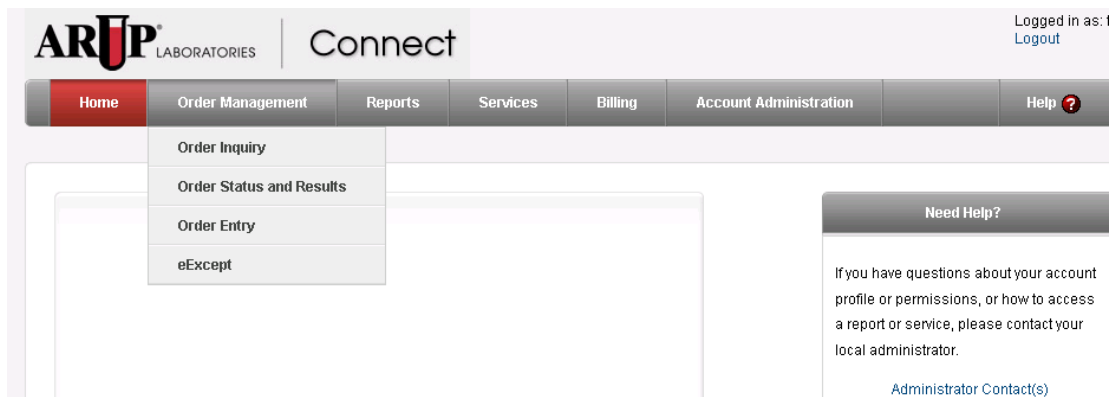 ARUP LABORATORIES Connect
Logged in as:
Logout
Home Order Management Reports Services Billing Account Administration Help ?
Order Inquiry
Order Status and Results
Order Entry
eExcept
Need Help?
If you have questions about your account
profile or permissions, or how to access
a report or service, please contact your
local administrator.
Administrator Contact(s)